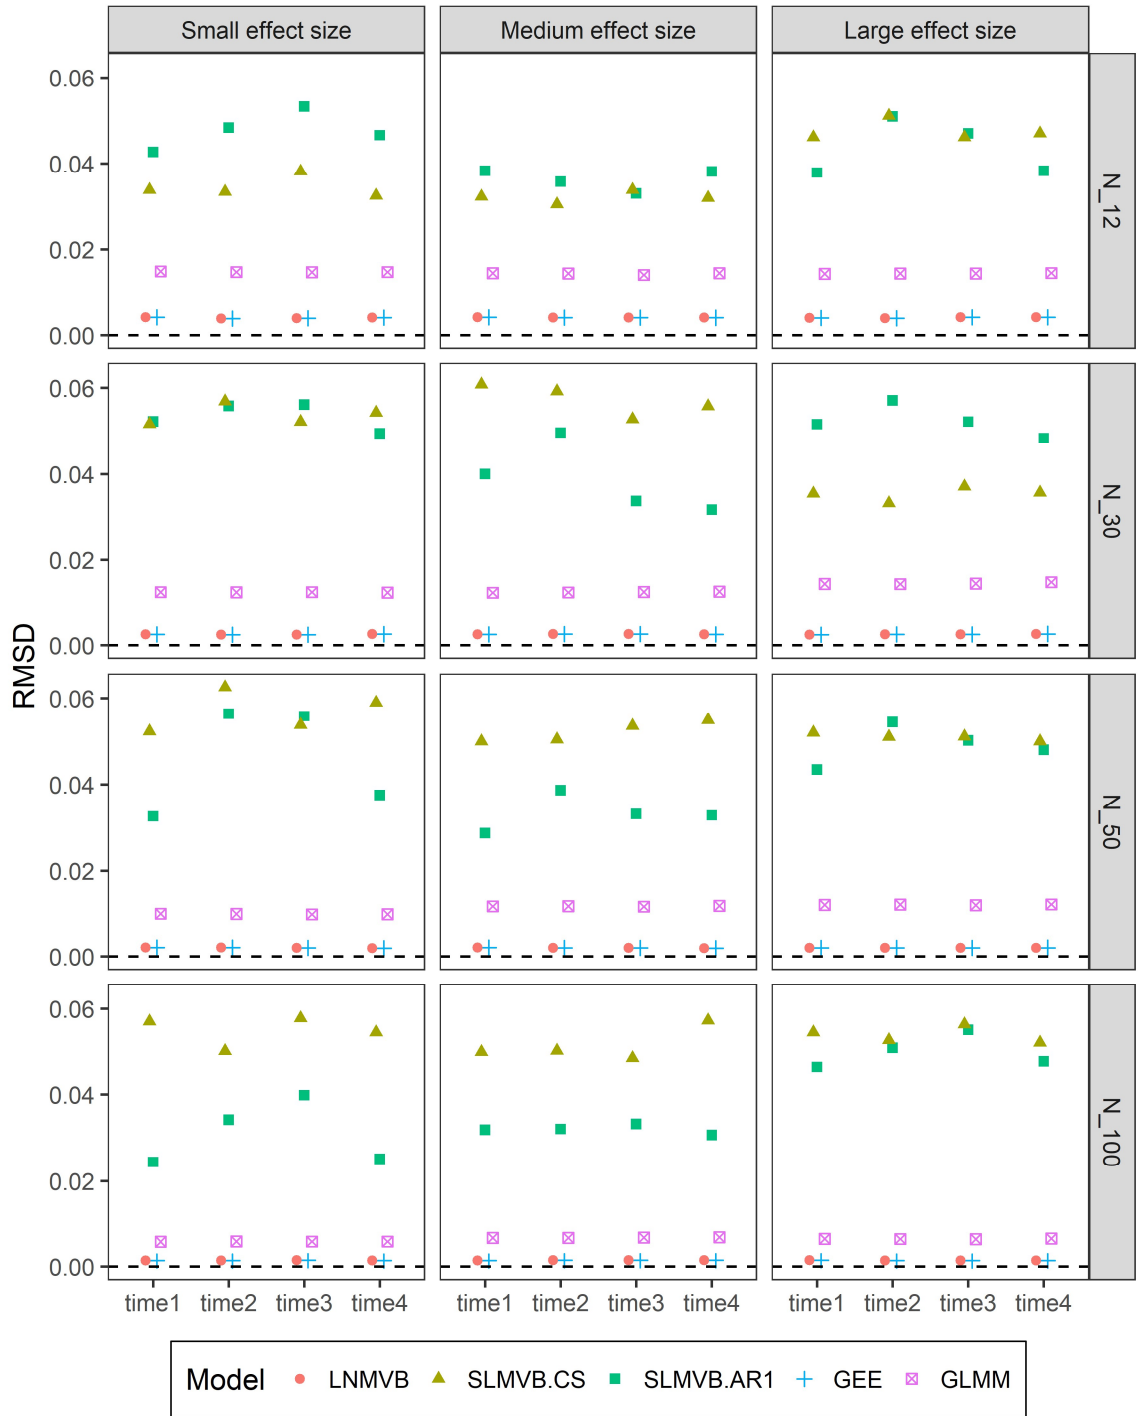 Small effect size Medium effect size Large effect size
0.06
0.04
0.02
0.00
N_12
0.06
0.04
0.02
0.00
N_30
0.06
0.04
0.02
0.00
N_50
0.06
0.04
0.02
0.00
N_100
RMSD
time1 time2 time3 time4 time1 time2 time3 time4 time1 time2 time3 time4
Model LNMVB SLMVB.CS SLMVB.AR1 GEE GLMM